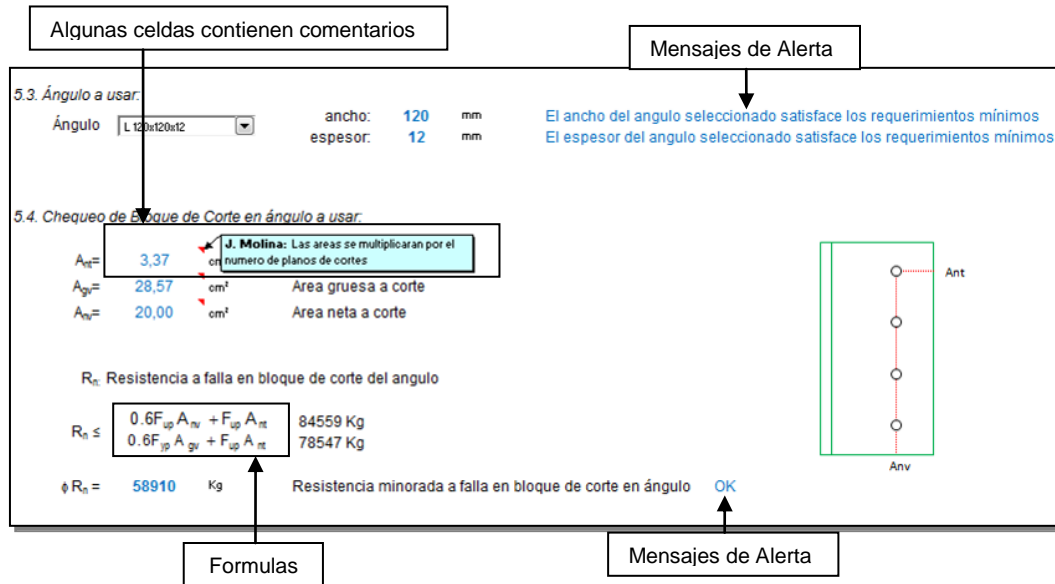 Algunas celdas contienen comentarios
Mensajes de Alerta
5.3. Ángulo a usar:
Ángulo L 120x120x12 ancho: 120 mm El ancho del angulo seleccionado satisface los requerimientos mínimos
espesor: 12 mm El espesor del angulo seleccionado satisface los requerimientos mínimos
5.4. Chequeo de Bloque de Corte en ángulo a usar:
J. Molina: Las areas se multiplicaran por el
numero de planos de cortes
Ant= 3,37 cm
Agv= 28,57 cm² Area gruesa a corte
Anv= 20,00 cm² Area neta a corte
Ant
Rn: Resistencia a falla en bloque de corte del angulo
Rn ≤ 0.6Fup Anv + Fup Ant 84559 Kg
0.6Fyp Agv + Fup Ant 78547 Kg
Anv
ϕ Rn = 58910 Kg Resistencia minorada a falla en bloque de corte en ángulo OK
Formulas
Mensajes de Alerta